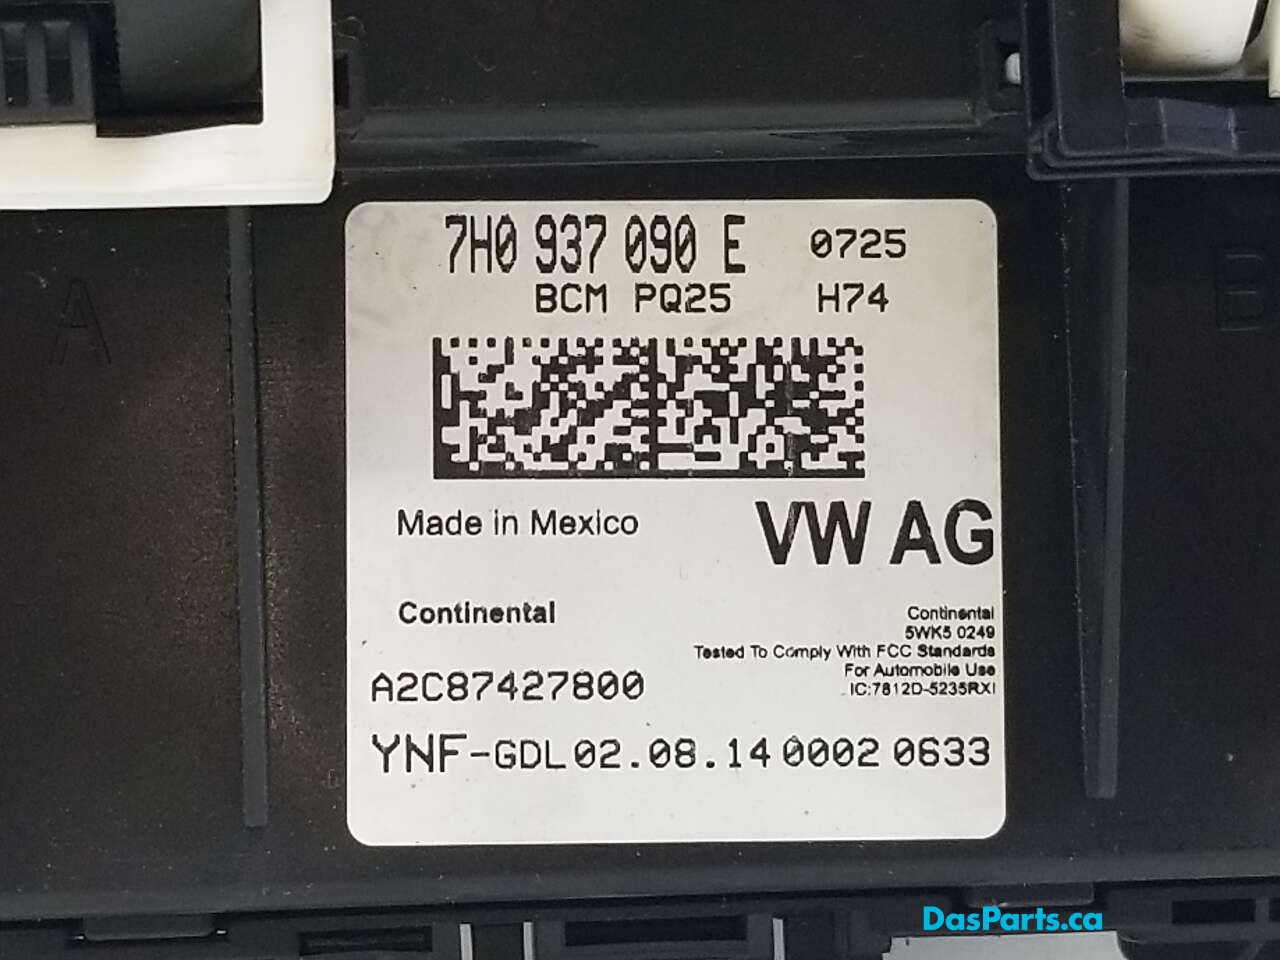 7H0 937 090 E 0725
BCM PQ25 H74
A
B
Made in Mexico
VW AG
Continental
Continental
5WK5 0249
Tested To Comply With FCC Standards
For Automobile Use
IC:7812D-5235RXI
A2C87427800
YNF-GDL 02.08.14 0002 0633
DasParts.ca